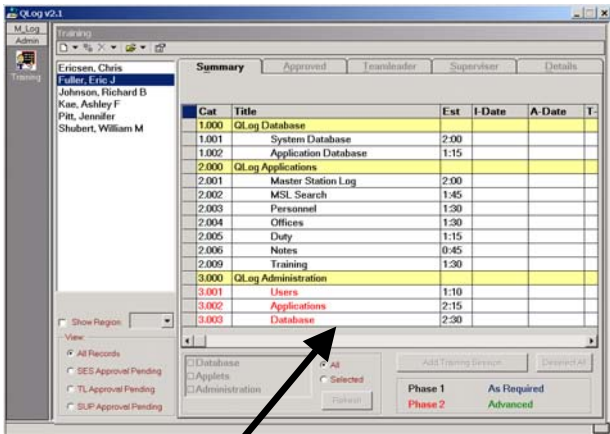 QLog v2.1
M_Log
Admin
Training
Training
Ericsen, Chris
Fuller, Eric J
Johnson, Richard B
Kae, Ashley F
Pitt, Jennifer
Shubert, William M
Show Region
View:
All Records
SES Approval Pending
TL Approval Pending
SUP Approval Pending
Summary Approved Teamleader Superviser Details
Cat Title Est I-Date A-Date T-
1.000 QLog Database
1.001 System Database 2:00
1.002 Application Database 1:15
2.000 QLog Applications
2.001 Master Station Log 2:00
2.002 MSL Search 1:45
2.003 Personnel 1:30
2.004 Offices 1:30
2.005 Duty 1:15
2.006 Notes 0:45
2.009 Training 1:30
3.000 QLog Administration
3.001 Users 1:10
3.002 Applications 2:15
3.003 Database 2:30
Database
Applets
Administration
All
Selected
Refresh
Add Training Session
Deselect All
Phase 1 As Required
Phase 2 Advanced